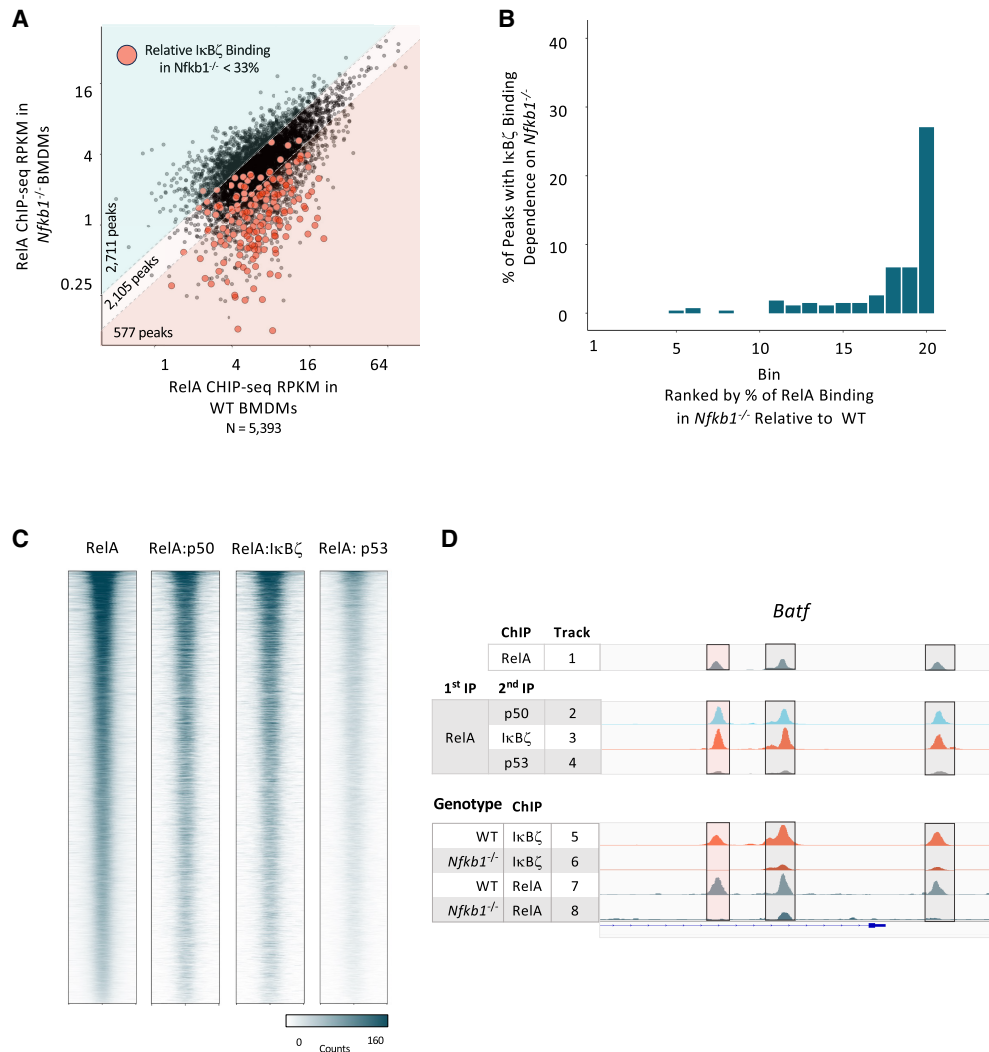 A
Relative IκBζ Binding
in Nfkb1-/- < 33%
RelA ChIP-seq RPKM in
Nfkb1-/- BMDMs
16
4
1
0.25
2,711 peaks
2,105 peaks
577 peaks
1 4 16 64
RelA CHIP-seq RPKM in
WT BMDMs
N = 5,393
B
% of Peaks with IκBζ Binding
Dependence on Nfkb1-/-
40
30
20
10
0
1 5 10 15 20
Bin
Ranked by % of RelA Binding
in Nfkb1-/- Relative to WT
C
RelA RelA:p50 RelA:IκBζ RelA: p53
0 160
Counts
D
Batf
ChIP Track
RelA 1
1st IP 2nd IP
p50 2
RelA IκBζ 3
p53 4
Genotype ChIP
WT IκBζ 5
Nfkb1-/- IκBζ 6
WT RelA 7
Nfkb1-/- RelA 8